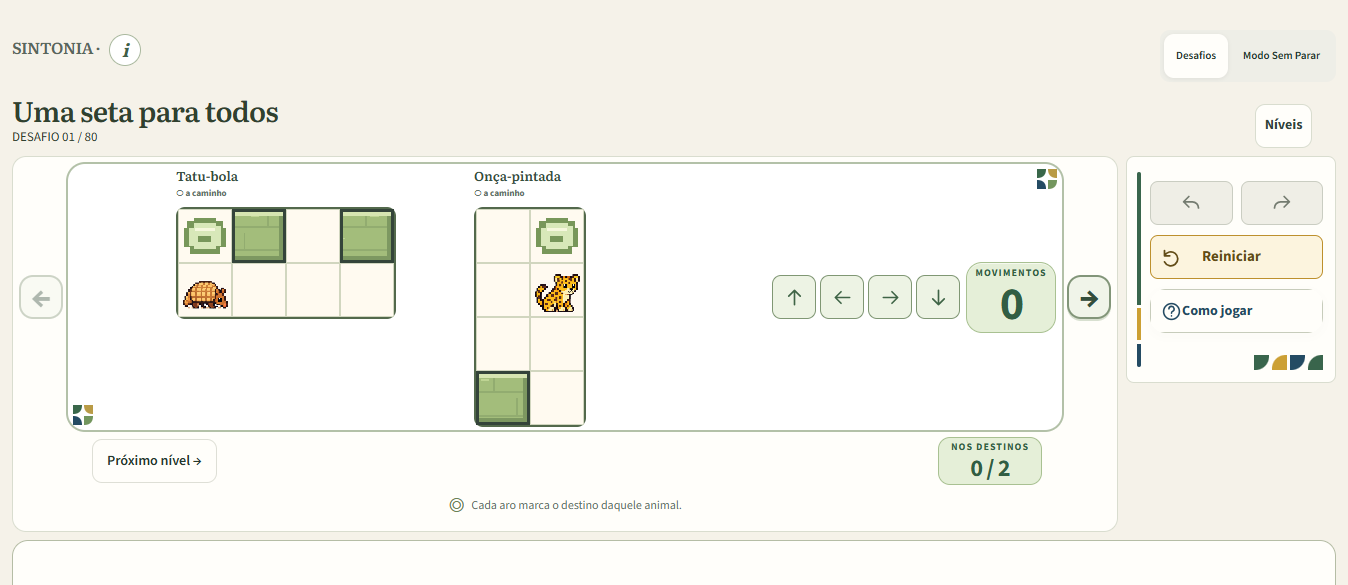 SINTONIA · i
Desafios
Modo Sem Parar
Uma seta para todos
DESAFIO 01 / 80
Níveis
Tatu-bola
a caminho
Onça-pintada
a caminho
MOVIMENTOS
0
Reiniciar
Como jogar
Próximo nível →
NOS DESTINOS
0 / 2
Cada aro marca o destino daquele animal.